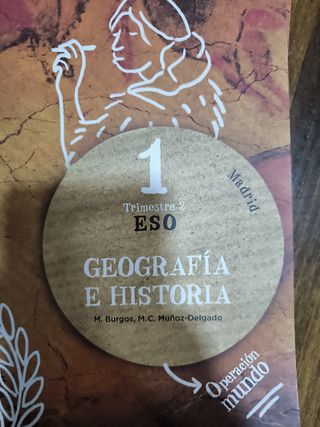 1
Trimestre 2
ESO
Madrid
GEOGRAFÍA
E HISTORIA
M. Burgos, M.C. Muñoz-Delgado
Operación
mundo